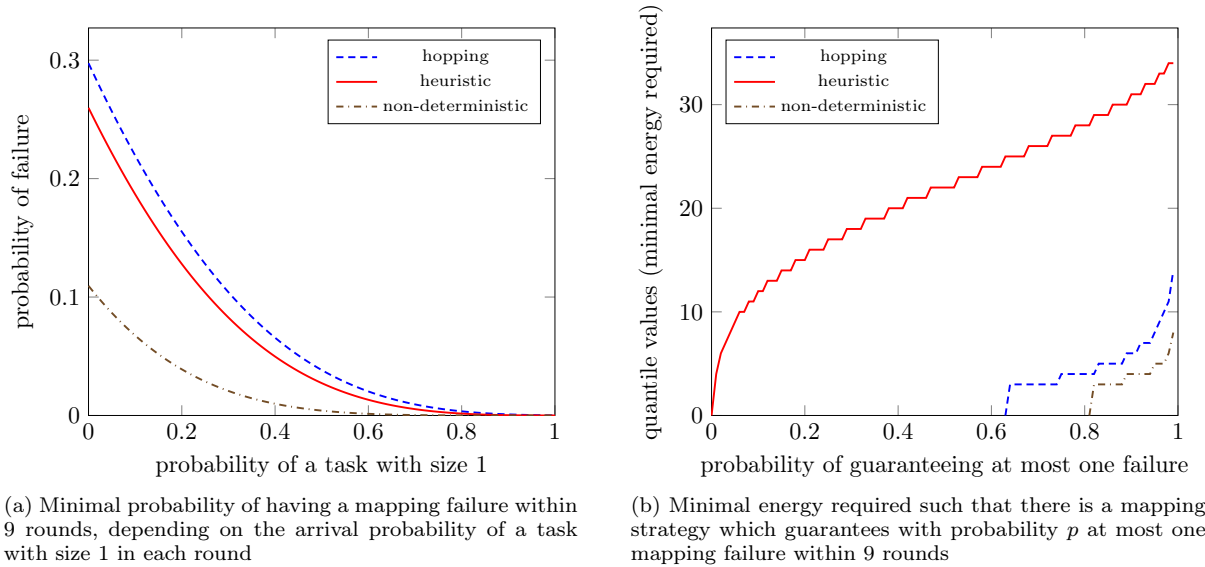 0.3
0.2
0.1
0
0
0.2
0.4
0.6
0.8
1
probability of failure
probability of a task with size 1
hopping
heuristic
non-deterministic
(a) Minimal probability of having a mapping failure within
9 rounds, depending on the arrival probability of a task
with size 1 in each round
30
20
10
0
0
0.2
0.4
0.6
0.8
1
quantile values (minimal energy required)
probability of guaranteeing at most one failure
hopping
heuristic
non-deterministic
(b) Minimal energy required such that there is a mapping
strategy which guarantees with probability p at most one
mapping failure within 9 rounds